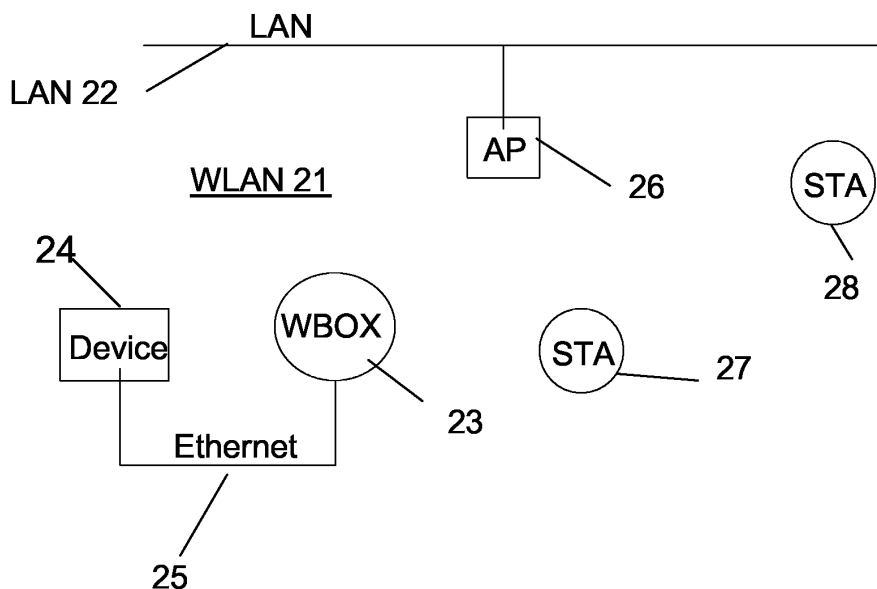 LAN
LAN 22
AP
WLAN 21
26
STA
24
28
WBOX
Device
STA
27
23
Ethernet
25